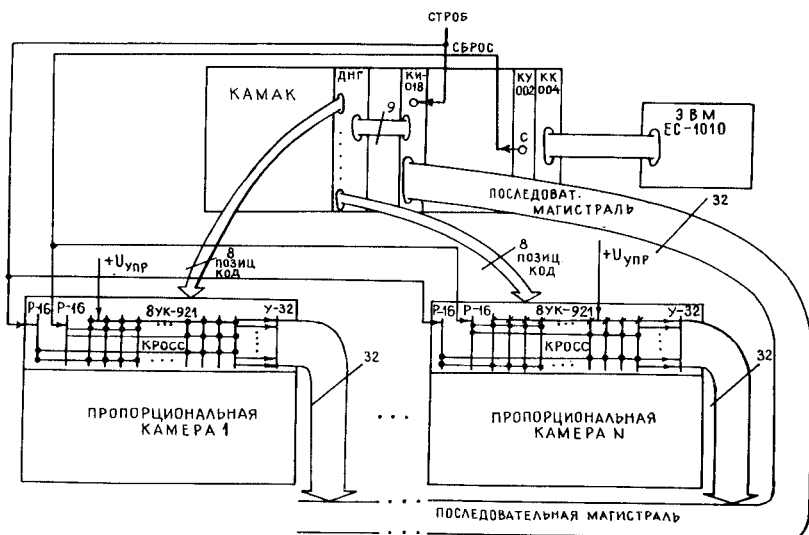 СТРОБ
СБРОС
КАМАК
ДНГ
КИ-
018
КУ
002
КК
004
ЭВМ
ЕС-1010
9
С
ПОСЛЕДОВАТ.
МАГИСТРАЛЬ
32
+Uупр
8
ПОЗИЦ
КОД
8
ПОЗИЦ
КОД
+Uупр
Р-16 Р-16 8УК-921 У-32
КРОСС
32
ПРОПОРЦИОНАЛЬНАЯ
КАМЕРА 1
Р-16 Р-16 8УК-921 У-32
КРОСС
32
ПРОПОРЦИОНАЛЬНАЯ
КАМЕРА N
ПОСЛЕДОВАТЕЛЬНАЯ МАГИСТРАЛЬ